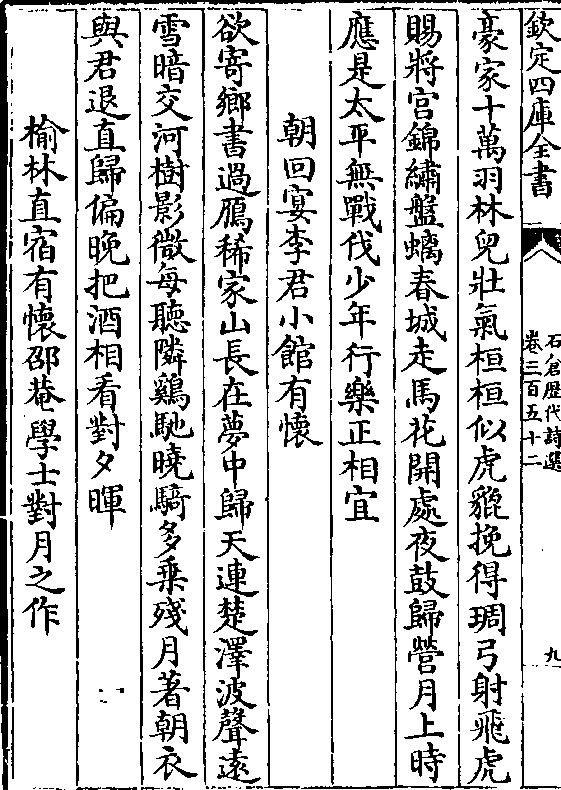 欽定四庫全書
石倉歴代詩選
卷三百五十二
九
豪家十萬羽林兒壯氣桓桓似虎貔挽得琱弓射飛虎
賜將宮錦繡盤螭春城走馬花開處夜鼓歸營月上時
應是太平無戰伐少年行樂正相宜
朝回宴李君小館有懷
欲寄鄉書過鴈稀家山長在夢中歸天連楚澤波聲遠
雪暗交河樹影微每聽隣鷄馳曉騎多乗殘月著朝衣
與君退直歸偏晚把酒相看對夕暉
榆林直宿有懷邵菴學士對月之作